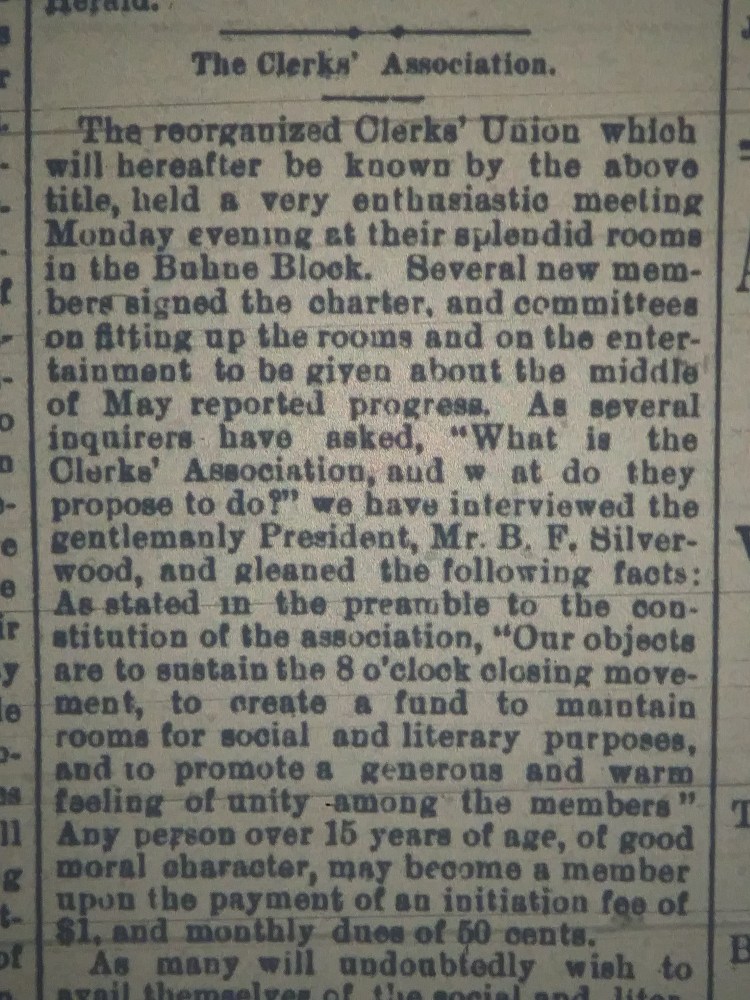 Herald.
The Clerks' Association.
The reorganized Clerks' Union which
will hereafter be known by the above
title, held a very enthusiastic meeting
Monday evening at their splendid rooms
in the Buhne Block. Several new mem-
bers signed the charter, and committees
on fitting up the rooms and on the enter-
tainment to be given about the middle
of May reported progress. As several
inquirers have asked, "What is the
Clerks' Association, and w at do they
propose to do?" we have interviewed the
gentlemanly President, Mr. B. F. Silver-
wood, and gleaned the following facts:
As stated in the preamble to the con-
stitution of the association, "Our objects
are to sustain the 8 o'clock closing move-
ment, to create a fund to maintain
rooms for social and literary purposes,
and to promote a generous and warm
feeling of unity among the members"
Any person over 15 years of age, of good
moral character, may become a member
upon the payment of an initiation fee of
$1, and monthly dues of 50 cents.
As many will undoubtedly wish to
avail themselves of the social and liter